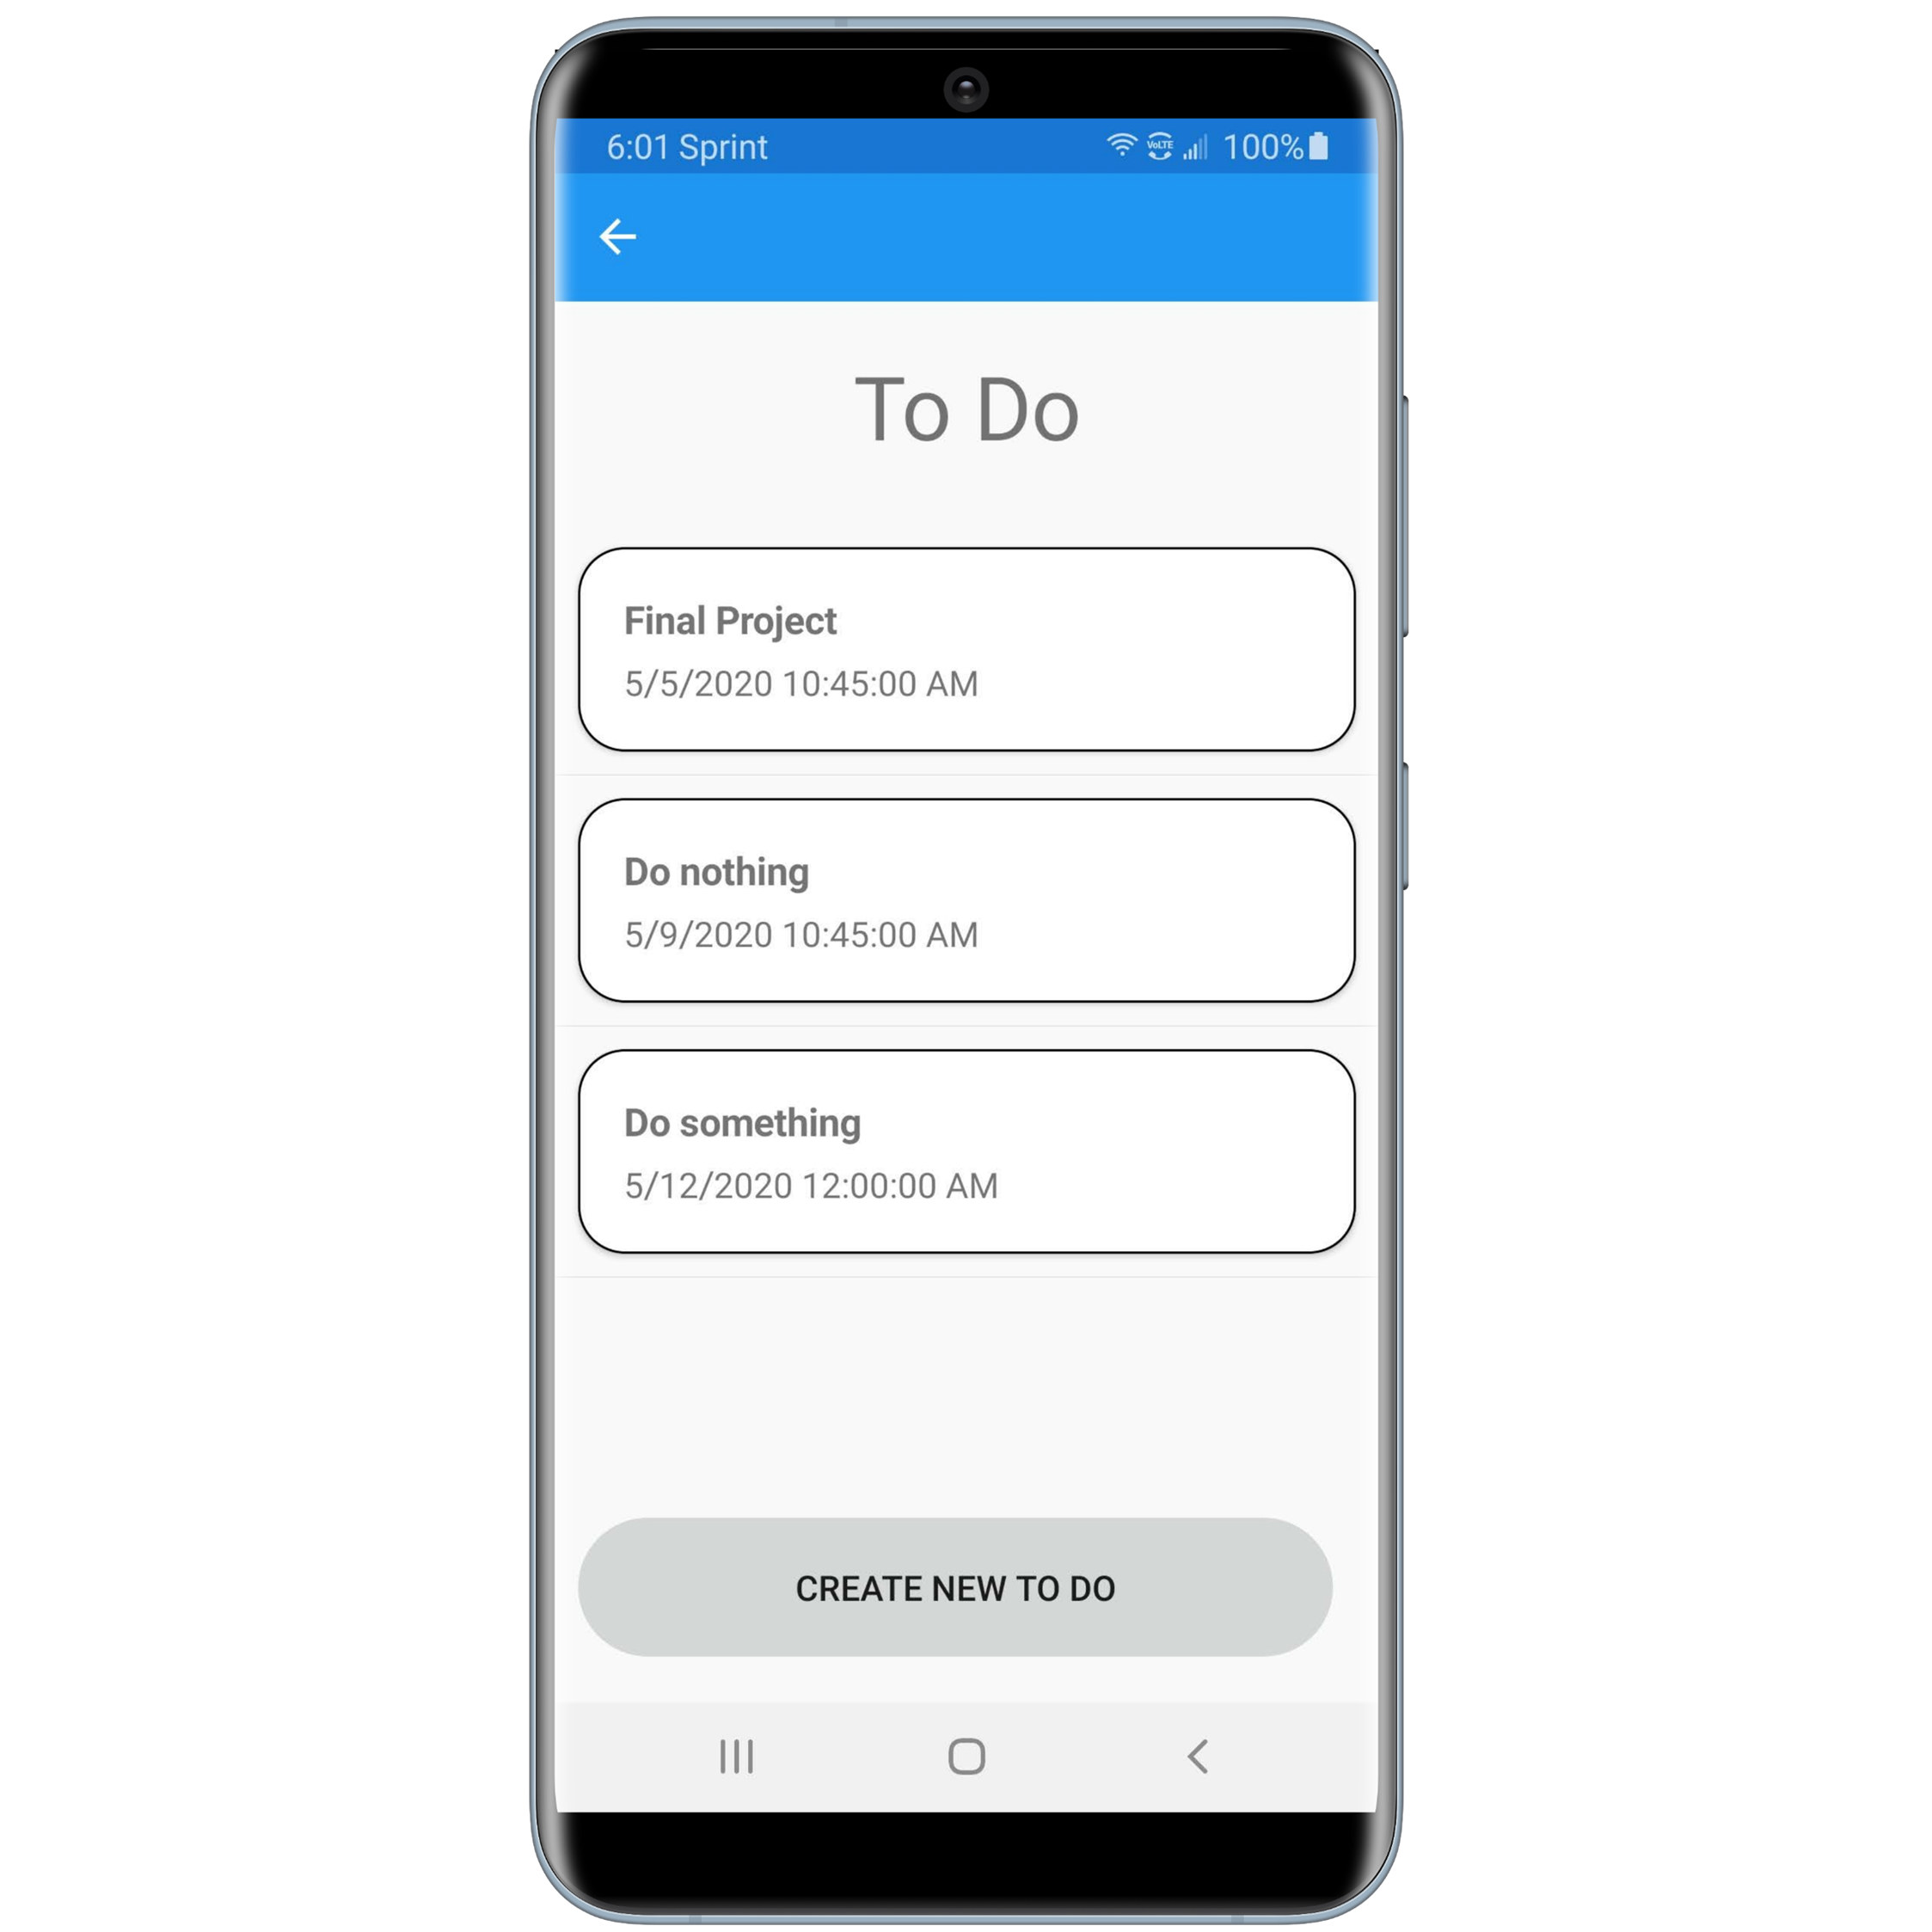 6:01 Sprint VoLTE 100%
To Do
Final Project
5/5/2020 10:45:00 AM
Do nothing
5/9/2020 10:45:00 AM
Do something
5/12/2020 12:00:00 AM
CREATE NEW TO DO